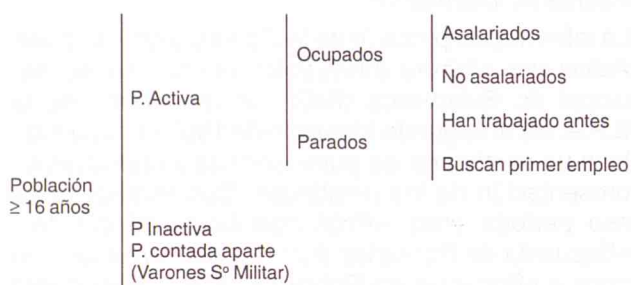 Asalariados
Ocupados
No asalariados
P. Activa
Han trabajado antes
Parados
Buscan primer empleo
Población
≥ 16 años
P Inactiva
P. contada aparte
(Varones Sº Militar)